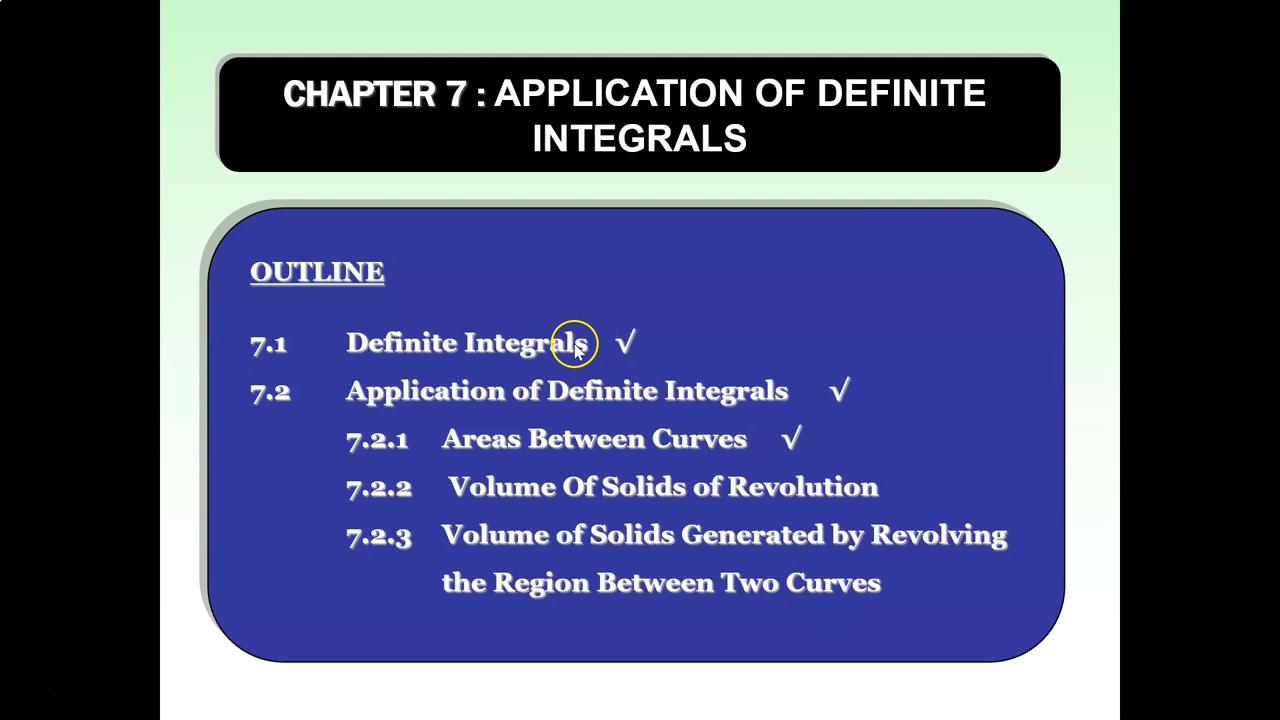 CHAPTER 7 : APPLICATION OF DEFINITE
INTEGRALS
OUTLINE
7.1 Definite Integrals √
7.2 Application of Definite Integrals √
7.2.1 Areas Between Curves √
7.2.2 Volume Of Solids of Revolution
7.2.3 Volume of Solids Generated by Revolving
the Region Between Two Curves